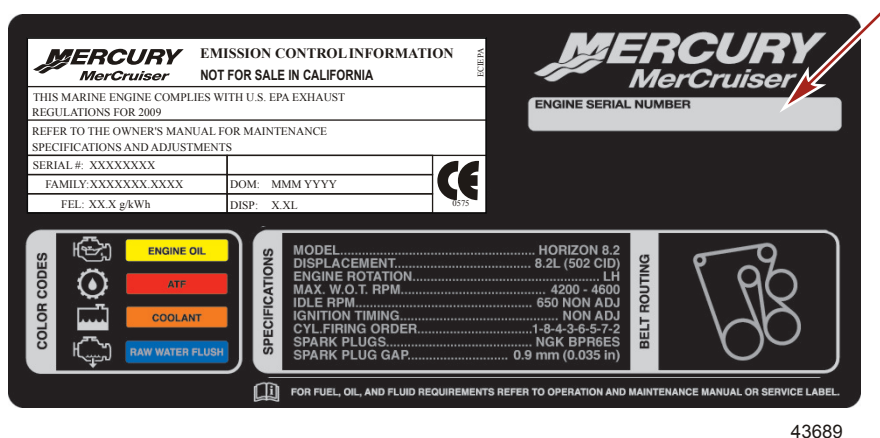 MERCURY
MerCruiser
EMISSION CONTROL INFORMATION
NOT FOR SALE IN CALIFORNIA
ECIEPA
THIS MARINE ENGINE COMPLIES WITH U.S. EPA EXHAUST
REGULATIONS FOR 2009
REFER TO THE OWNER'S MANUAL FOR MAINTENANCE
SPECIFICATIONS AND ADJUSTMENTS
SERIAL #: XXXXXXXX
FAMILY:XXXXXXX.XXXX DOM: MMM YYYY
FEL: XX.X g/kWh DISP: X.XL
CE
0575
MERCURY
MerCruiser
ENGINE SERIAL NUMBER
COLOR CODES
ENGINE OIL
ATF
COOLANT
RAW WATER FLUSH
SPECIFICATIONS
MODEL..................................HORIZON 8.2
DISPLACEMENT.......................8.2L (502 CID)
ENGINE ROTATION...................................LH
MAX. W.O.T. RPM..........................4200 - 4600
IDLE RPM..............................650 NON ADJ
IGNITION TIMING..........................NON ADJ
CYL.FIRING ORDER...................1-8-4-3-6-5-7-2
SPARK PLUGS..........................NGK BPR6ES
SPARK PLUG GAP.................. 0.9 mm (0.035 in)
BELT ROUTING
FOR FUEL, OIL, AND FLUID REQUIREMENTS REFER TO OPERATION AND MAINTENANCE MANUAL OR SERVICE LABEL.
43689